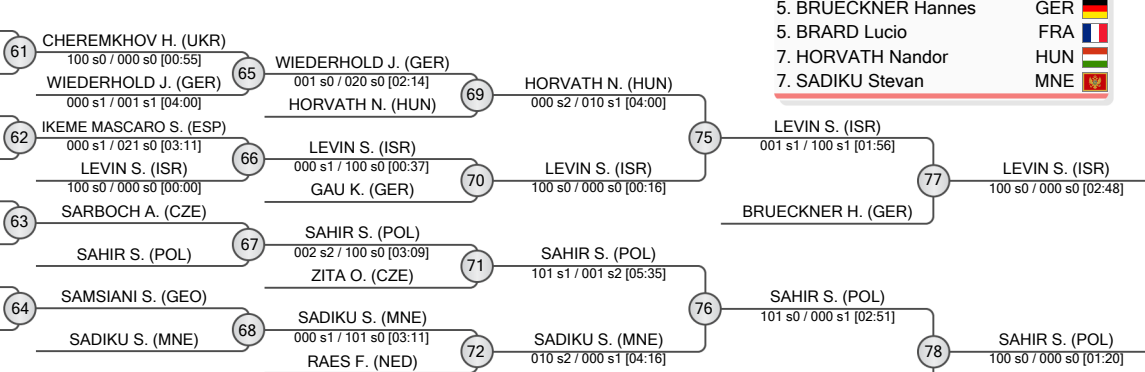 5. BRUECKNER Hannes GER
5. BRARD Lucio FRA
7. HORVATH Nandor HUN
7. SADIKU Stevan MNE
61
CHEREMKHOV H. (UKR)
100 s0 / 000 s0 [00:55]
WIEDERHOLD J. (GER)
000 s1 / 001 s1 [04:00]
62
IKEME MASCARO S. (ESP)
000 s1 / 021 s0 [03:11]
LEVIN S. (ISR)
100 s0 / 000 s0 [00:00]
63
SARBOCH A. (CZE)
SAHIR S. (POL)
64
SAMSIANI S. (GEO)
SADIKU S. (MNE)
65
WIEDERHOLD J. (GER)
001 s0 / 020 s0 [02:14]
HORVATH N. (HUN)
66
LEVIN S. (ISR)
000 s1 / 100 s0 [00:37]
GAU K. (GER)
67
SAHIR S. (POL)
002 s2 / 100 s0 [03:09]
ZITA O. (CZE)
68
SADIKU S. (MNE)
000 s1 / 101 s0 [03:11]
RAES F. (NED)
69
HORVATH N. (HUN)
000 s2 / 010 s1 [04:00]
70
LEVIN S. (ISR)
100 s0 / 000 s0 [00:16]
71
SAHIR S. (POL)
101 s1 / 001 s2 [05:35]
72
SADIKU S. (MNE)
010 s2 / 000 s1 [04:16]
75
LEVIN S. (ISR)
001 s1 / 100 s1 [01:56]
BRUECKNER H. (GER)
76
SAHIR S. (POL)
101 s0 / 000 s1 [02:51]
77
LEVIN S. (ISR)
100 s0 / 000 s0 [02:48]
78
SAHIR S. (POL)
100 s0 / 000 s0 [01:20]